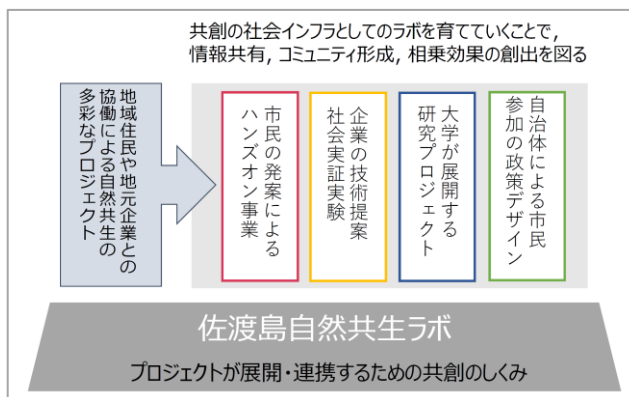 共創の社会インフラとしてのラボを育てていくことで，
情報共有，コミュニティ形成，相乗効果の創出を図る
地域住民や地元企業との
協働による自然共生の
多彩なプロジェクト
市民の発案による
ハンズオン事業
企業の技術提案
社会実証実験
大学が展開する
研究プロジェクト
自治体による市民
参加の政策デザイン
佐渡島自然共生ラボ
プロジェクトが展開・連携するための共創のしくみ